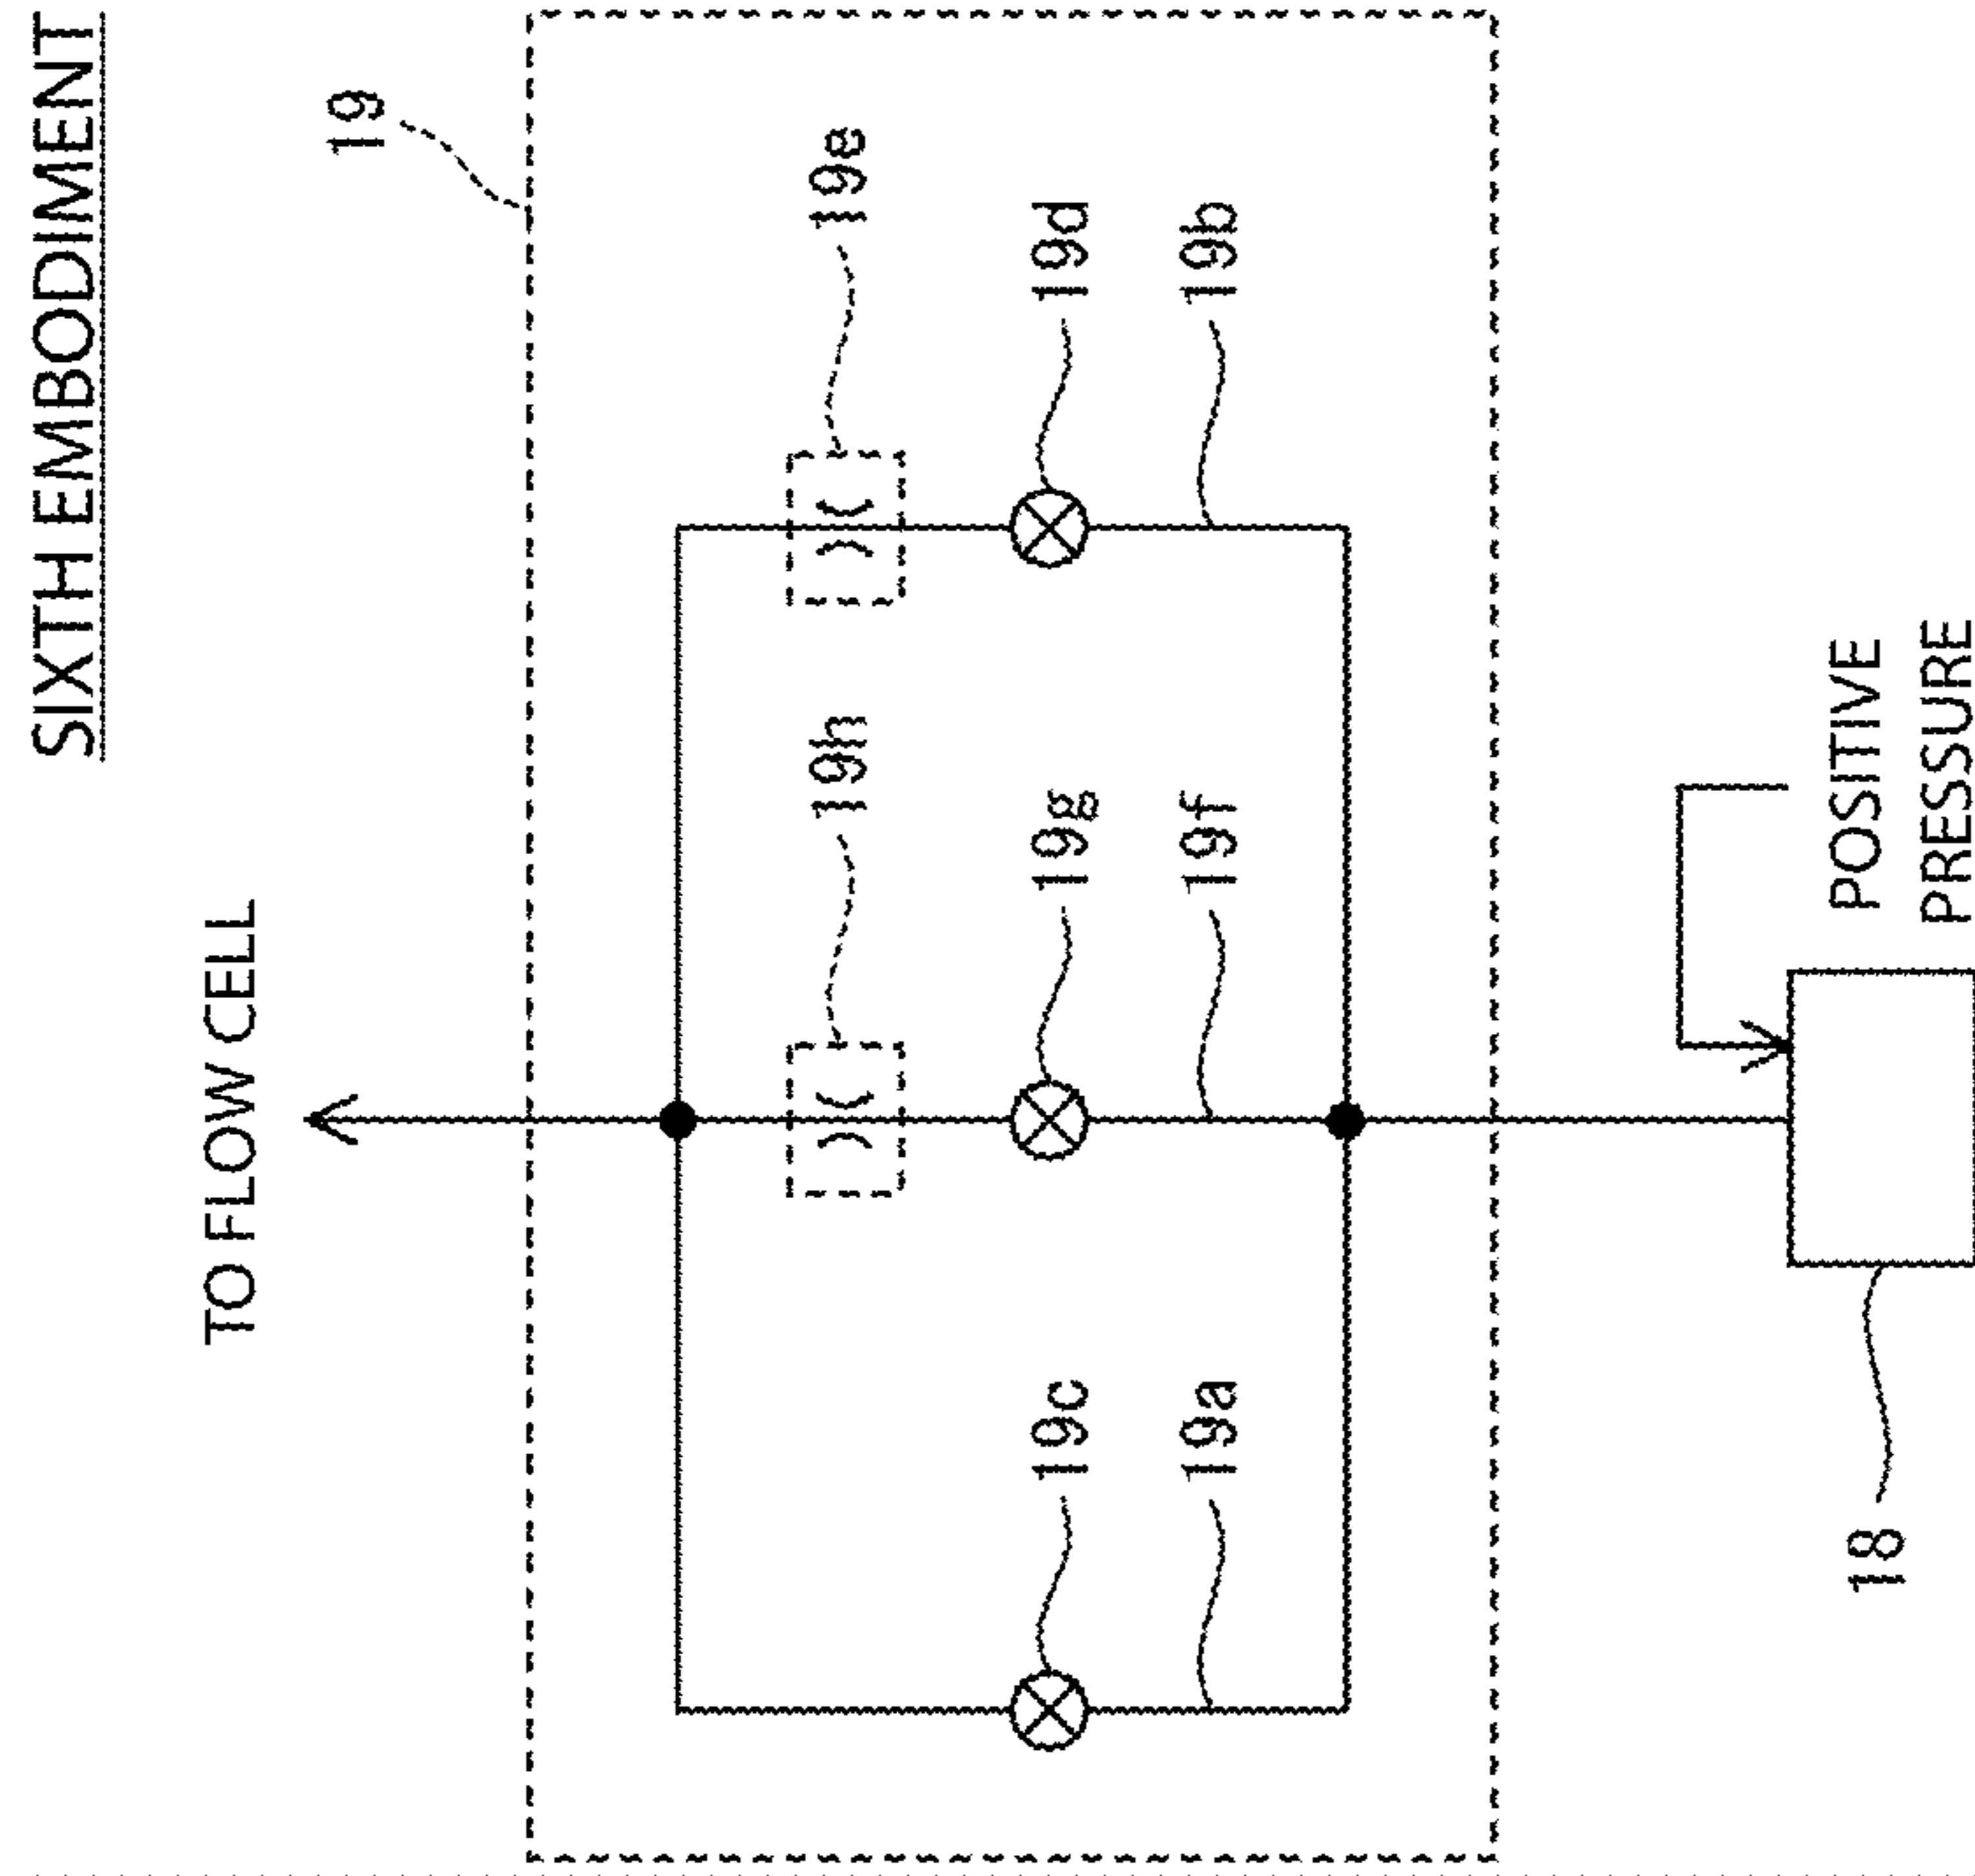 SIXTH EMBODIMENT
TO FLOW CELL
19
19h
19e
19c
19g
19d
19a
19f
19b
POSITIVE
PRESSURE
18